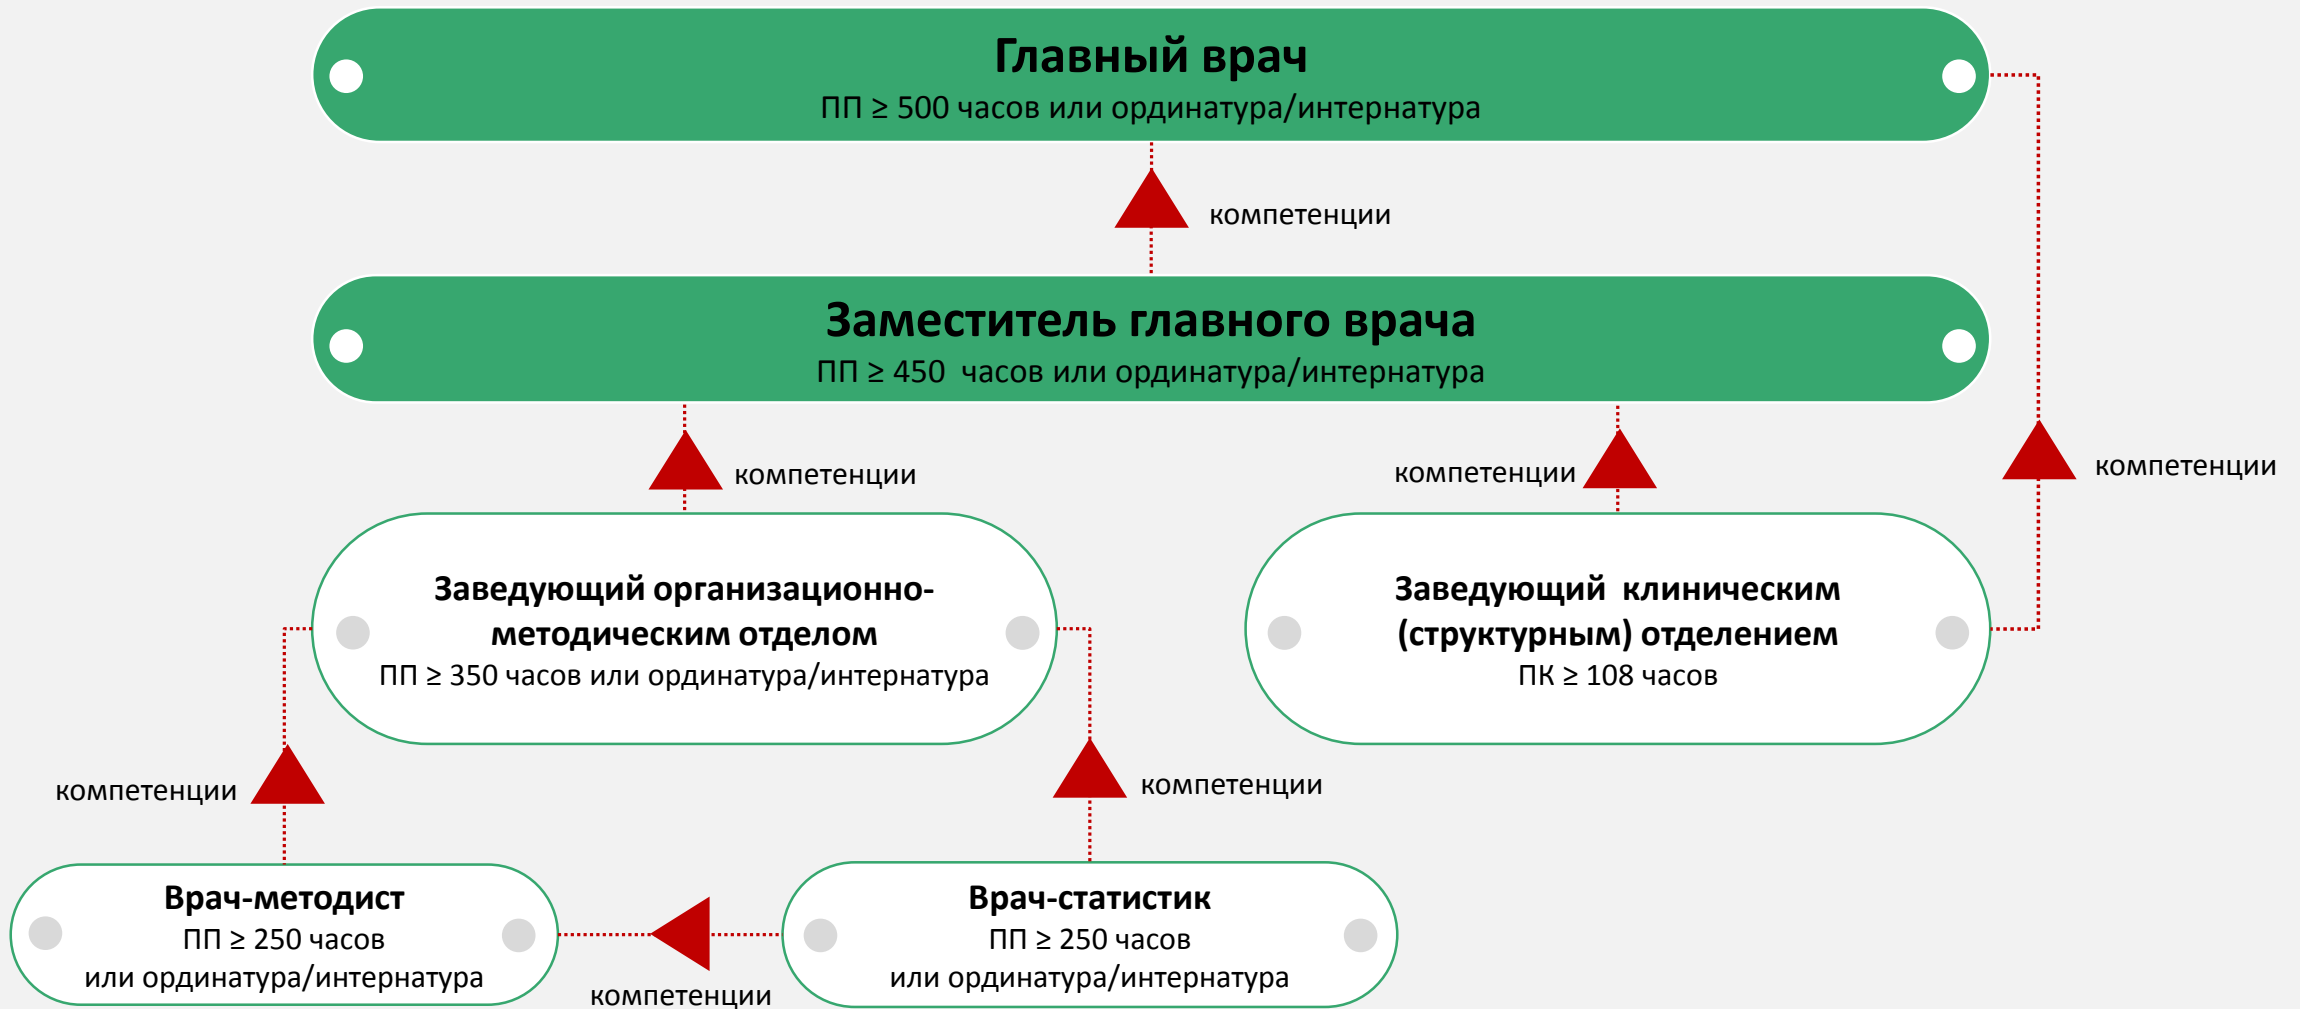 Главный врач
ПП ≥ 500 часов или ординатура/интернатура
компетенции
Заместитель главного врача
ПП ≥ 450 часов или ординатура/интернатура
компетенции
компетенции
компетенции
Заведующий организационно-
методическим отделом
ПП ≥ 350 часов или ординатура/интернатура
Заведующий клиническим
(структурным) отделением
ПК ≥ 108 часов
компетенции
компетенции
Врач-методист
ПП ≥ 250 часов
или ординатура/интернатура
компетенции
Врач-статистик
ПП ≥ 250 часов
или ординатура/интернатура